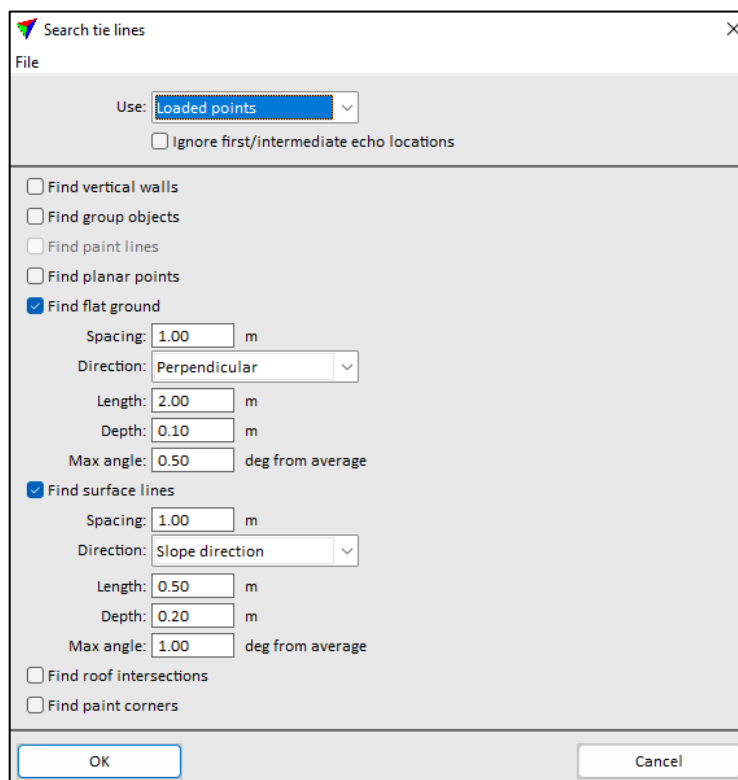 Search tie lines
File
Use: Loaded points
Ignore first/intermediate echo locations
Find vertical walls
Find group objects
Find paint lines
Find planar points
Find flat ground
Spacing: 1.00 m
Direction: Perpendicular
Length: 2.00 m
Depth: 0.10 m
Max angle: 0.50 deg from average
Find surface lines
Spacing: 1.00 m
Direction: Slope direction
Length: 0.50 m
Depth: 0.20 m
Max angle: 1.00 deg from average
Find roof intersections
Find paint corners
OK Cancel